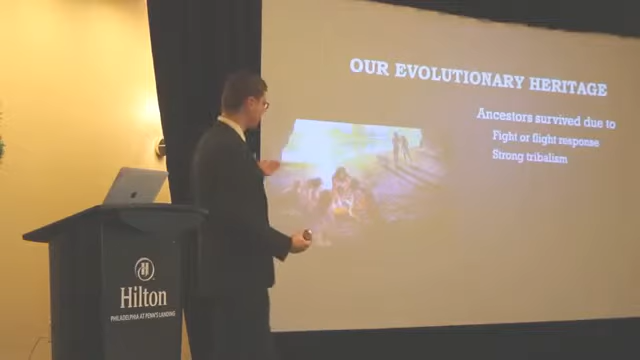 OUR EVOLUTIONARY HERITAGE
Ancestors survived due to
Fight or flight response
Strong tribalism
H
Hilton
PHILADELPHIA AT PENN'S LANDING